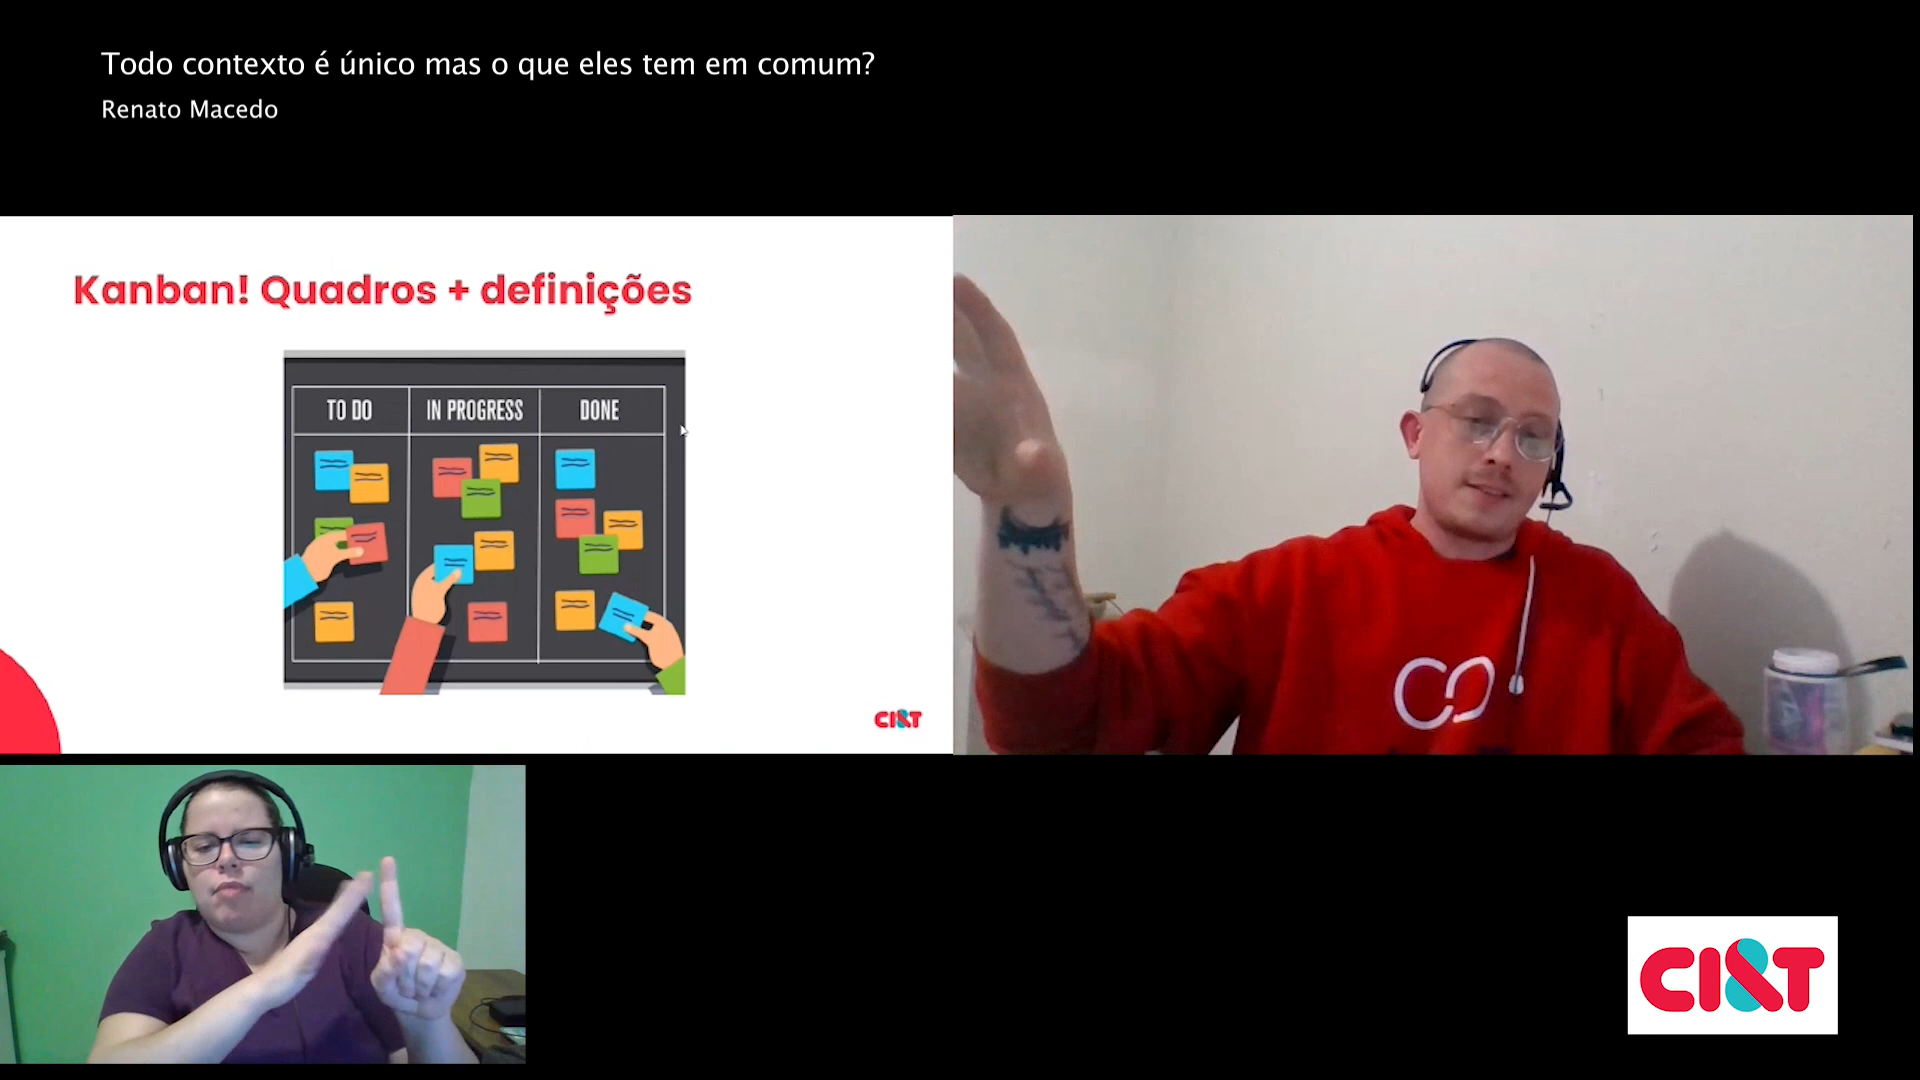 Todo contexto é único mas o que eles tem em comum?
Renato Macedo
Kanban! Quadros + definições
TO DO
IN PROGRESS
DONE
CI&T
CI&T